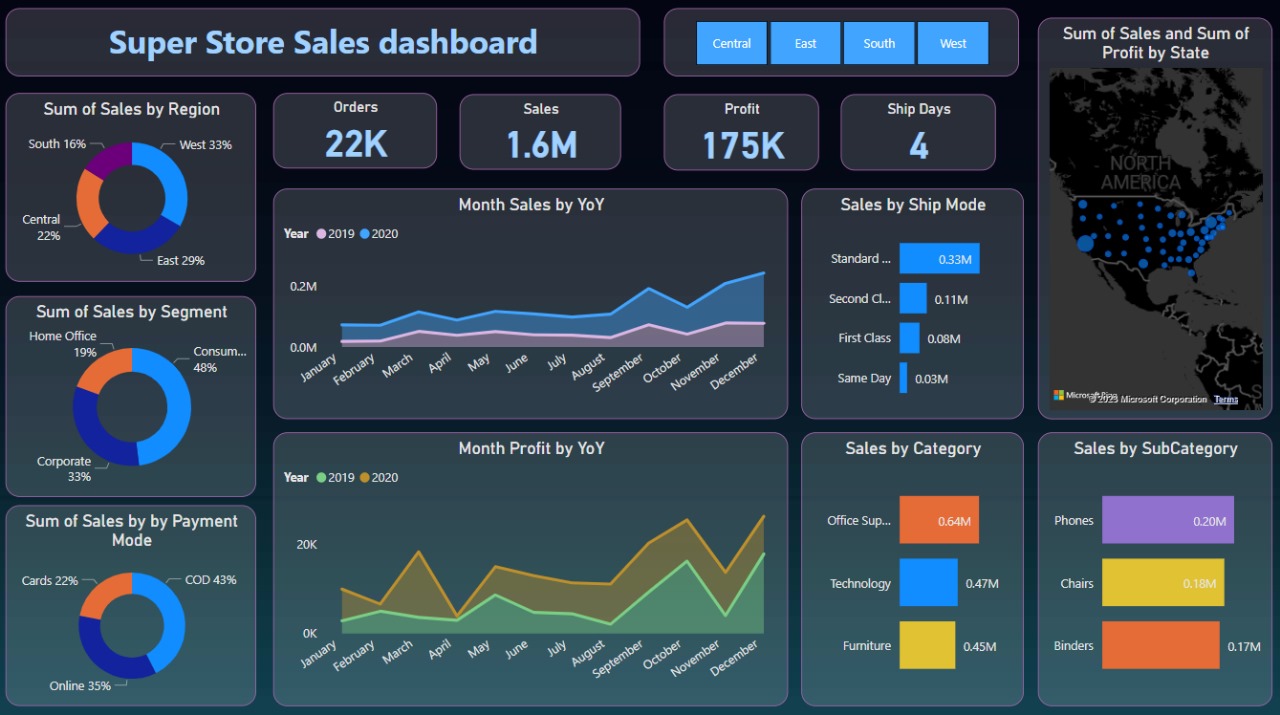 Super Store Sales dashboard
Central
East
South
West
Sum of Sales and Sum of
Profit by State
NORTH
AMERICA
© 2023 Microsoft Corporation
Terms
Sum of Sales by Region
South 16%
West 33%
Central
22%
East 29%
Orders
22K
Sales
1.6M
Profit
175K
Ship Days
4
Month Sales by YoY
Year 2019 2020
0.2M
0.0M
January
February
March
April
May
June
July
August
September
October
November
December
Sales by Ship Mode
Standard ... 0.33M
Second Cl... 0.11M
First Class 0.08M
Same Day 0.03M
Sum of Sales by Segment
Home Office
19%
Consum...
48%
Corporate
33%
Month Profit by YoY
Year 2019 2020
20K
0K
January
February
March
April
May
June
July
August
September
October
November
December
Sales by Category
Office Sup... 0.64M
Technology 0.47M
Furniture 0.45M
Sales by SubCategory
Phones 0.20M
Chairs 0.18M
Binders 0.17M
Sum of Sales by by Payment
Mode
Cards 22%
COD 43%
Online 35%